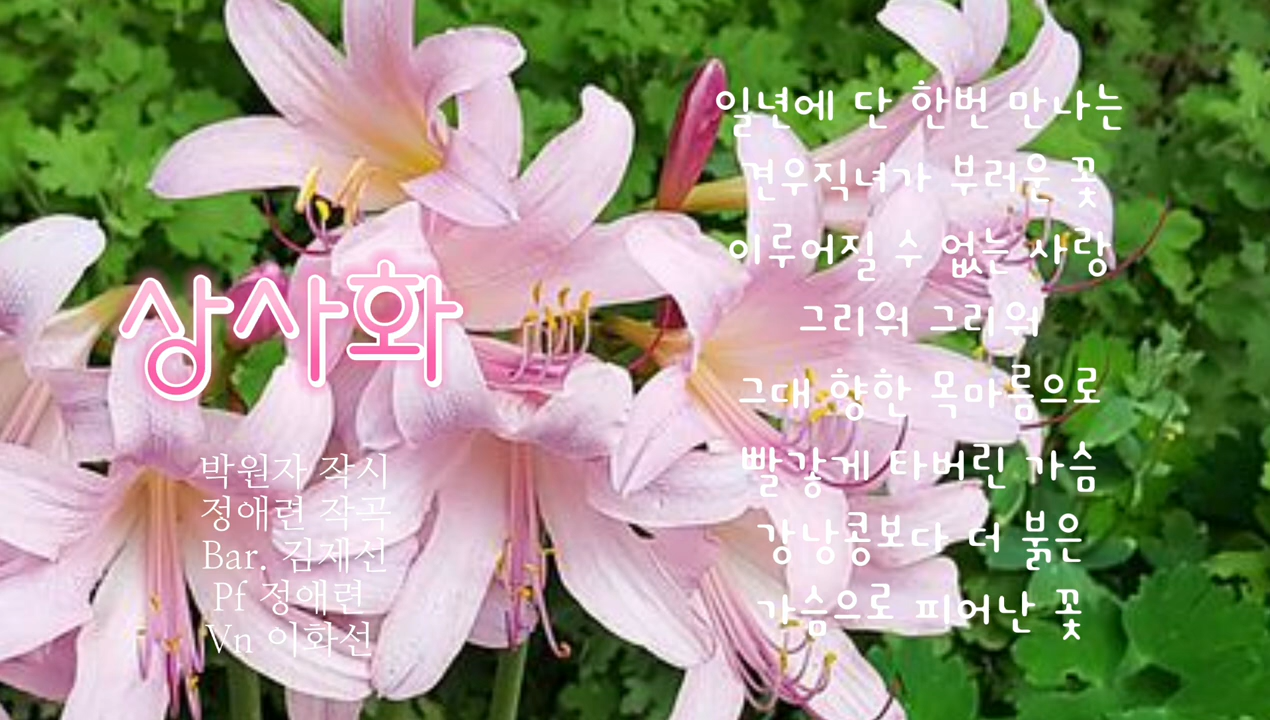 상사화
박원자 작시
정애련 작곡
Bar. 김제선
Pf 정애련
Vn 이화선
일년에 단 한번 만나는
견우직녀가 부러운 꽃
이루어질 수 없는 사랑
그리워 그리워
그대 향한 목마름으로
빨갛게 타버린 가슴
강낭콩보다 더 붉은
가슴으로 피어난 꽃